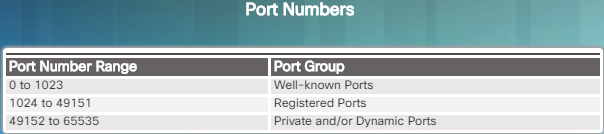 Port Numbers
Port Number Range Port Group
0 to 1023 Well-known Ports
1024 to 49151 Registered Ports
49152 to 65535 Private and/or Dynamic Ports